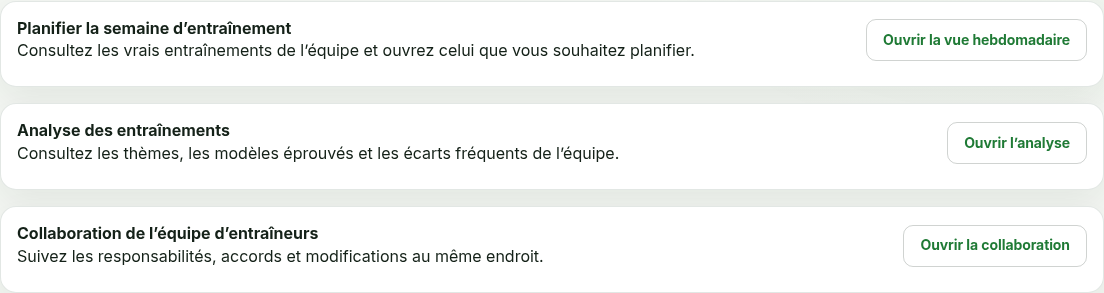 Planifier la semaine d’entraînement
Consultez les vrais entraînements de l’équipe et ouvrez celui que vous souhaitez planifier.
Ouvrir la vue hebdomadaire
Analyse des entraînements
Consultez les thèmes, les modèles éprouvés et les écarts fréquents de l’équipe.
Ouvrir l’analyse
Collaboration de l’équipe d’entraîneurs
Suivez les responsabilités, accords et modifications au même endroit.
Ouvrir la collaboration